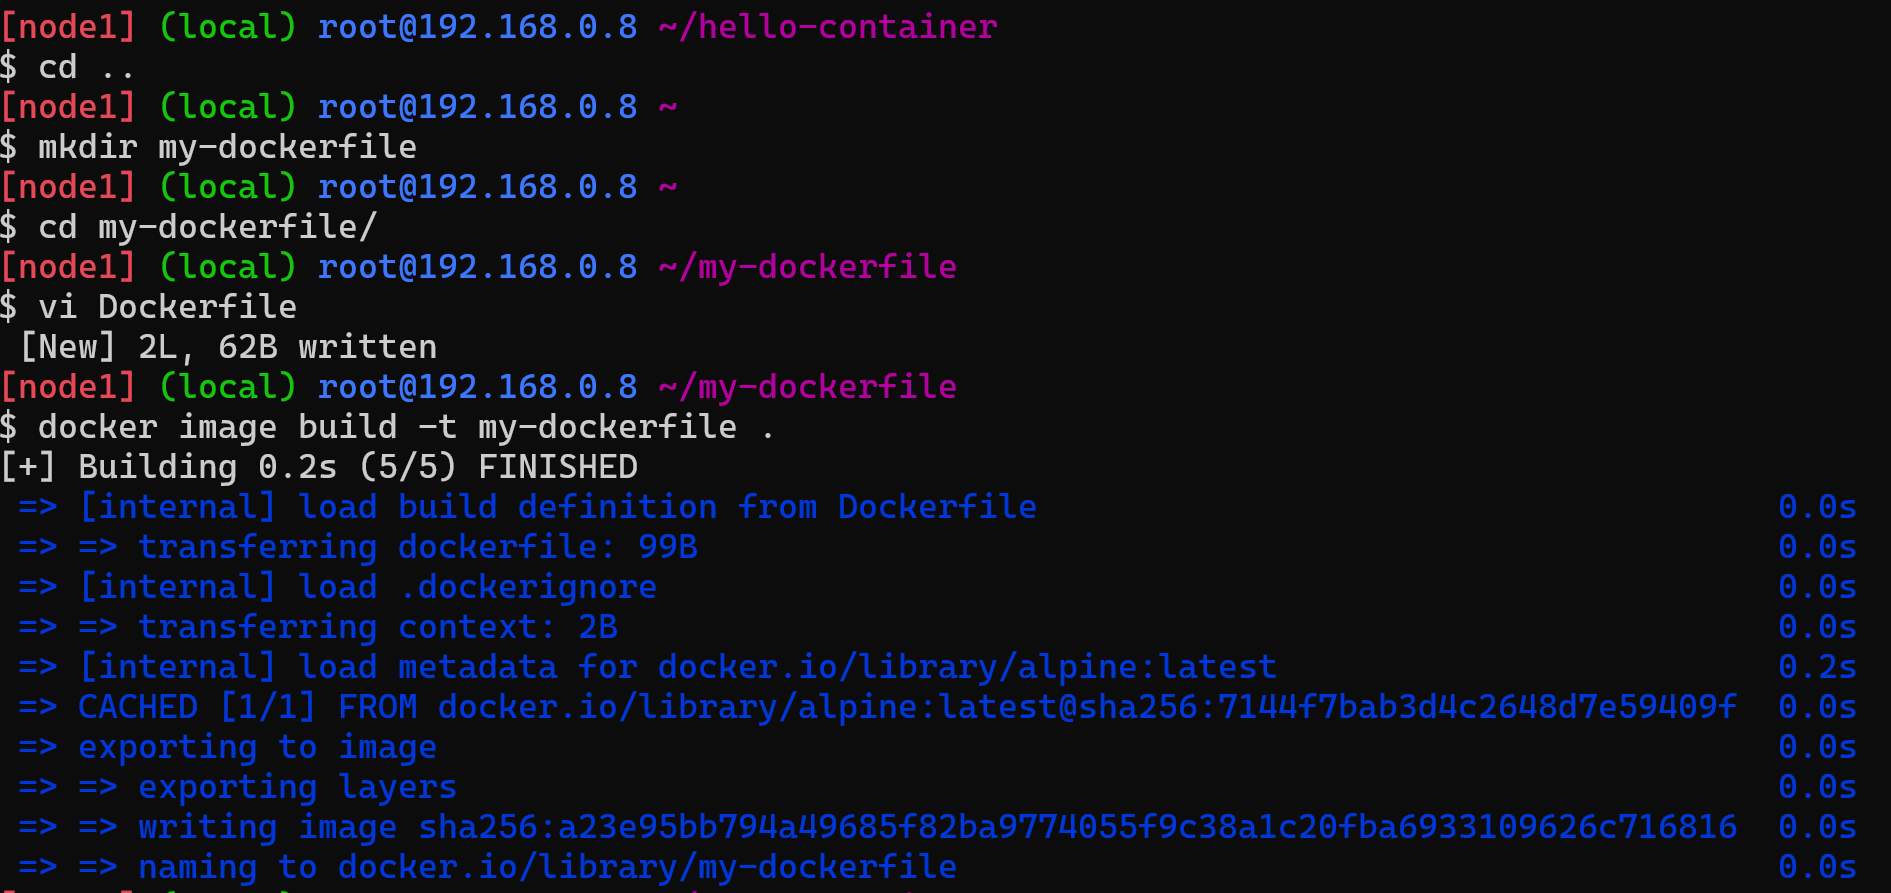 [node1] (local) root@192.168.0.8 ~/hello-container
$ cd ..
[node1] (local) root@192.168.0.8 ~
$ mkdir my-dockerfile
[node1] (local) root@192.168.0.8 ~
$ cd my-dockerfile/
[node1] (local) root@192.168.0.8 ~/my-dockerfile
$ vi Dockerfile
 [New] 2L, 62B written
[node1] (local) root@192.168.0.8 ~/my-dockerfile
$ docker image build -t my-dockerfile .
[+] Building 0.2s (5/5) FINISHED
 => [internal] load build definition from Dockerfile 0.0s
 => => transferring dockerfile: 99B 0.0s
 => [internal] load .dockerignore 0.0s
 => => transferring context: 2B 0.0s
 => [internal] load metadata for docker.io/library/alpine:latest 0.2s
 => CACHED [1/1] FROM docker.io/library/alpine:latest@sha256:7144f7bab3d4c2648d7e59409f 0.0s
 => exporting to image 0.0s
 => => exporting layers 0.0s
 => => writing image sha256:a23e95bb794a49685f82ba9774055f9c38a1c20fba6933109626c716816 0.0s
 => => naming to docker.io/library/my-dockerfile 0.0s